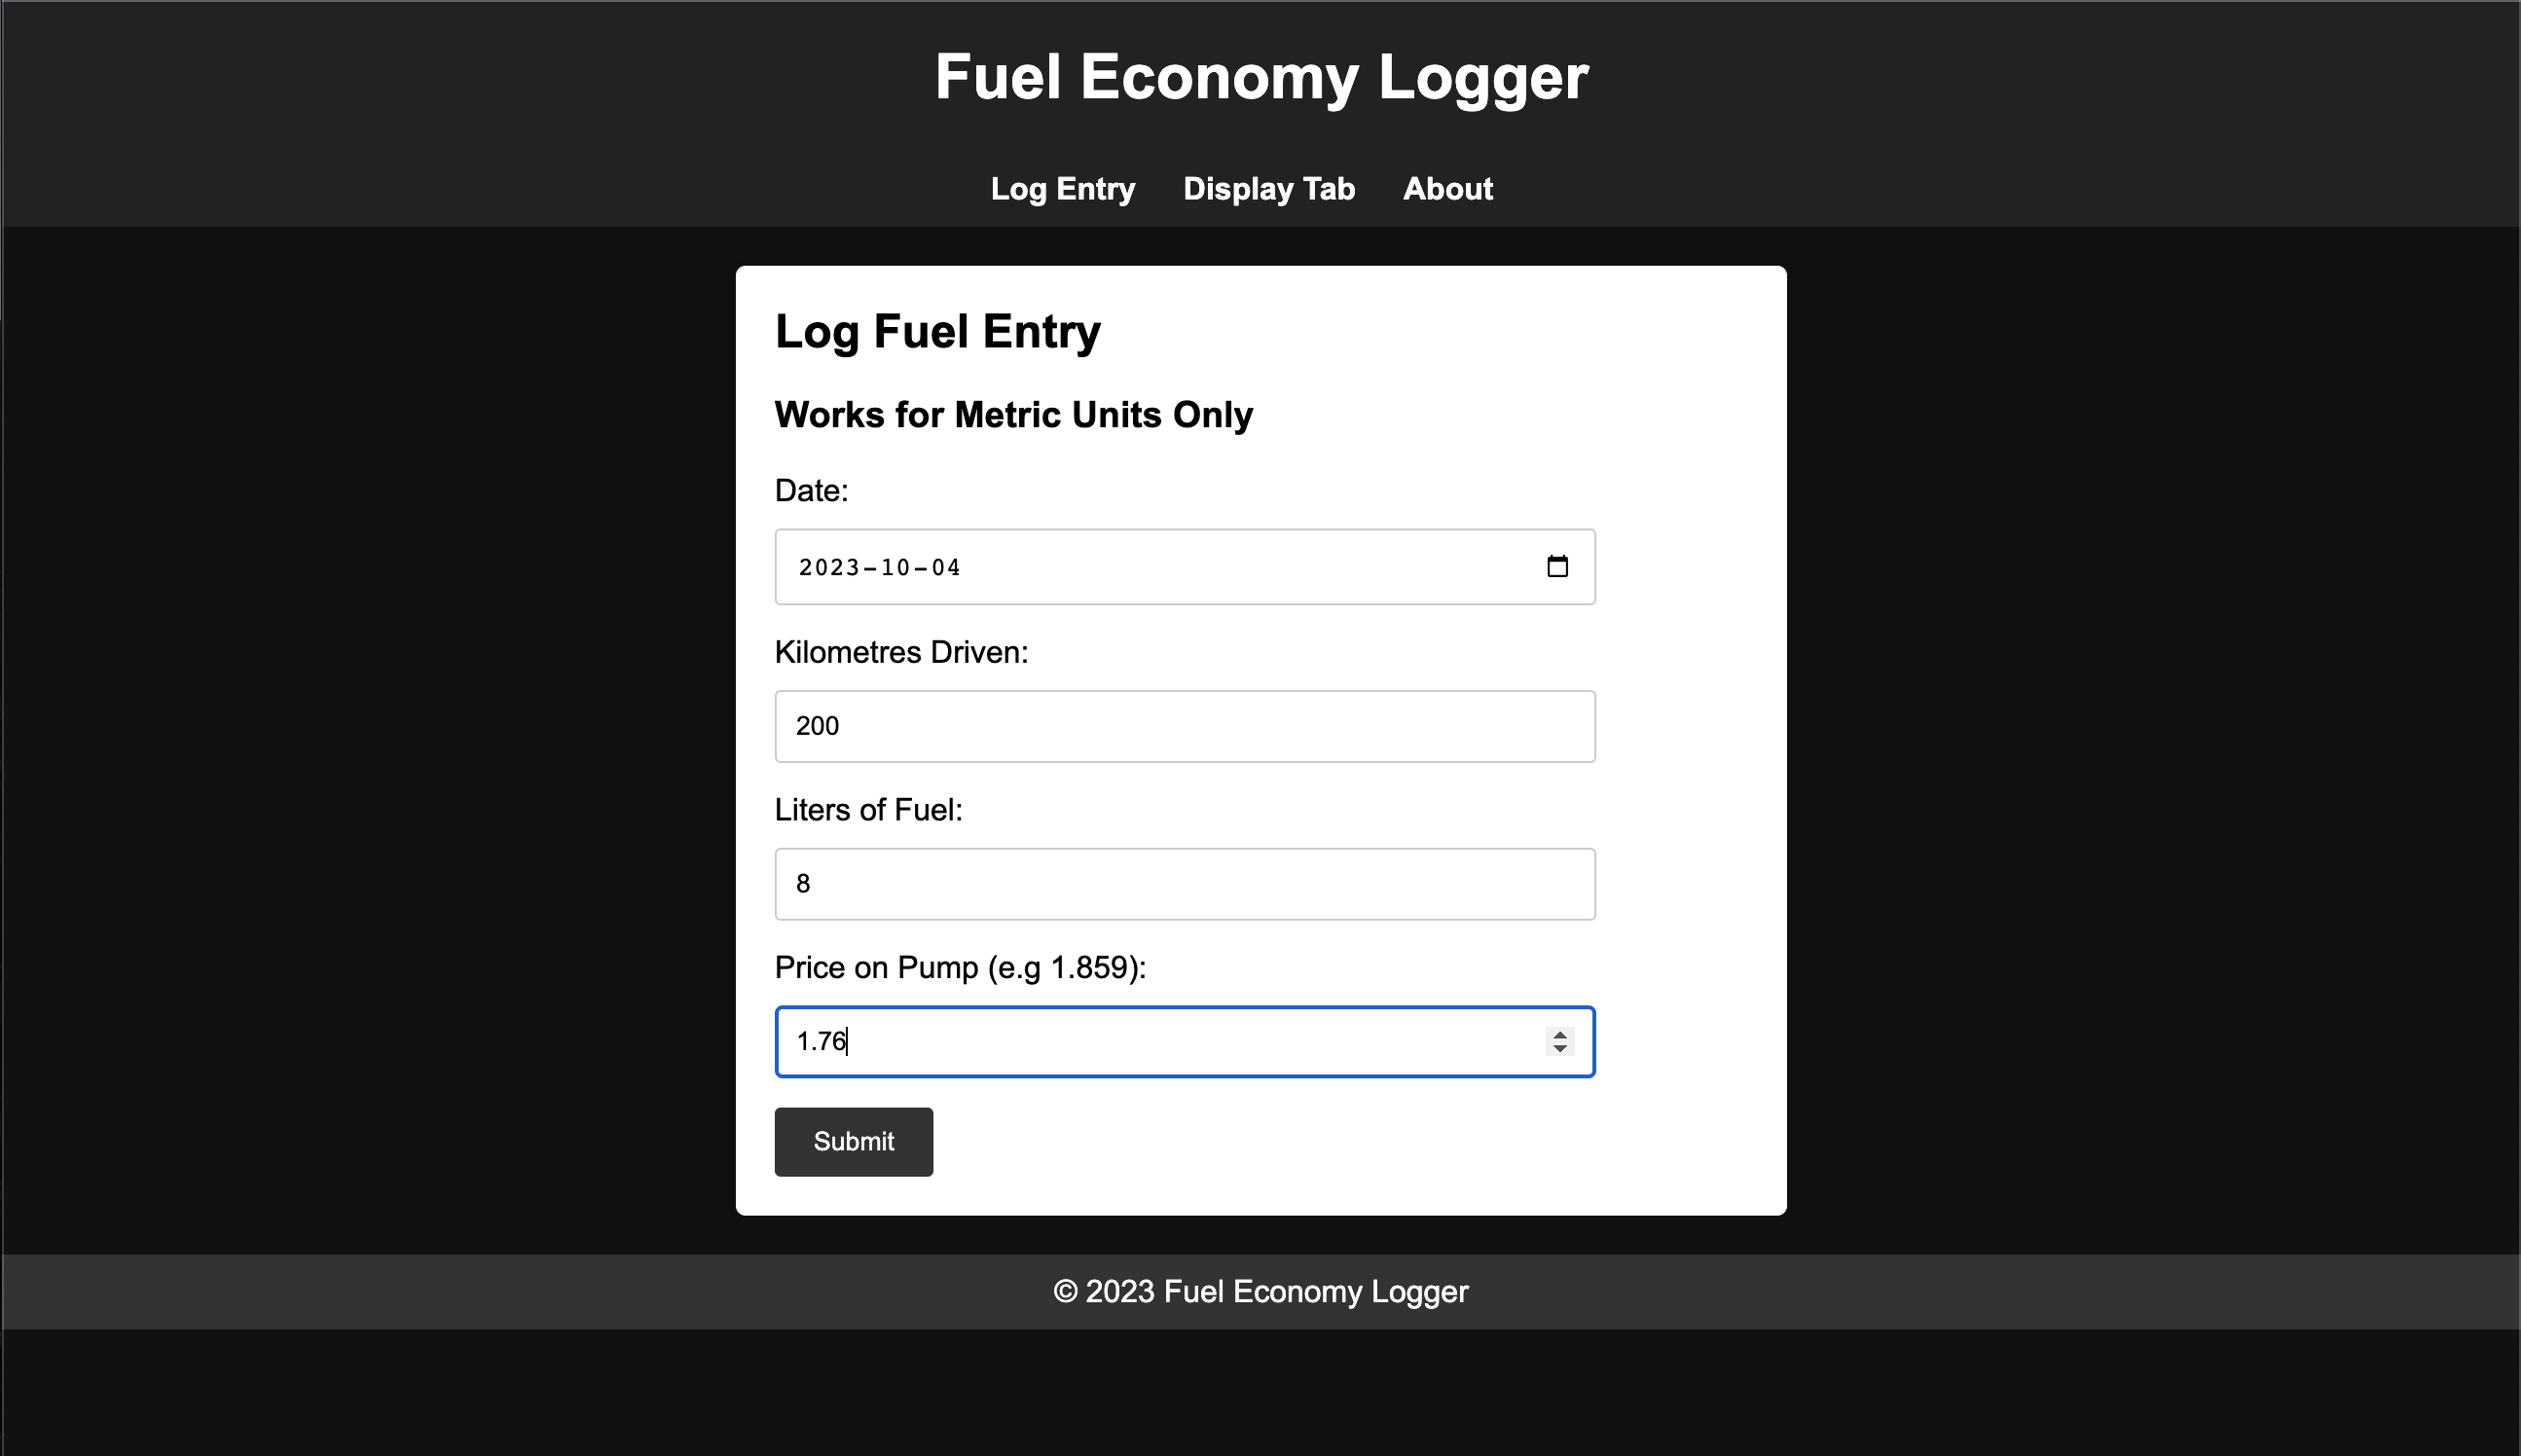 Fuel Economy Logger
Log Entry Display Tab About
Log Fuel Entry
Works for Metric Units Only
Date:
2023-10-04
Kilometres Driven:
200
Liters of Fuel:
8
Price on Pump (e.g 1.859):
1.76
Submit
© 2023 Fuel Economy Logger